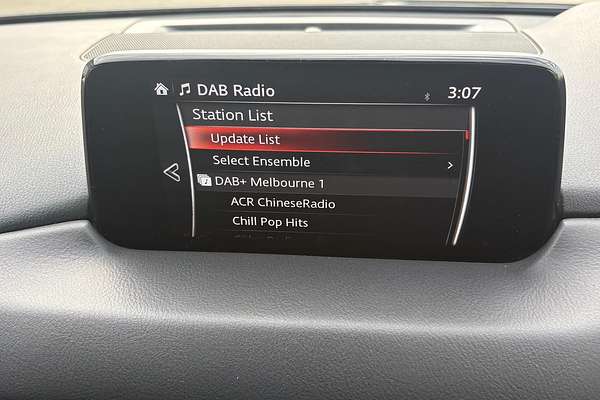 DAB Radio 3:07
Station List
Update List
Select Ensemble
DAB+ Melbourne 1
ACR ChineseRadio
Chill Pop Hits